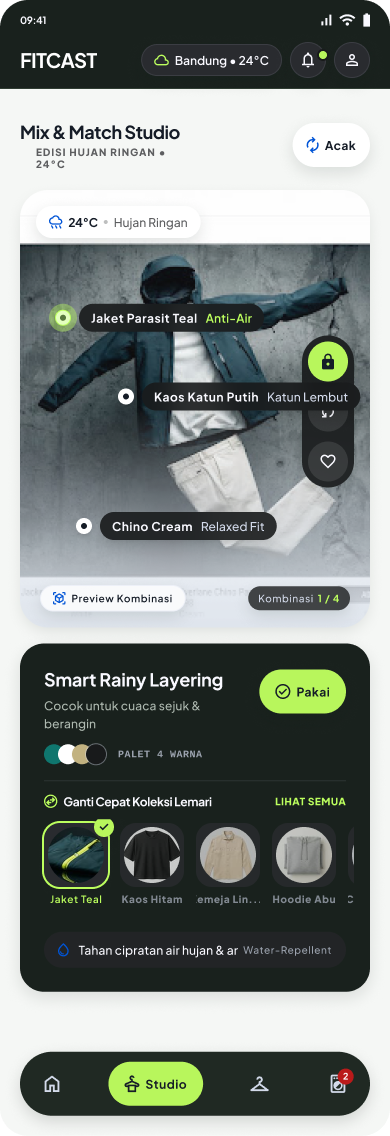 09:41
FITCAST
Bandung • 24°C
Mix & Match Studio
EDISI HUJAN RINGAN •
24°C
Acak
24°C • Hujan Ringan
Jaket Parasit Teal Anti-Air
Kaos Katun Putih Katun Lembut
Chino Cream Relaxed Fit
Preview Kombinasi
Kombinasi 1 / 4
Smart Rainy Layering
Cocok untuk cuaca sejuk &
berangin
Pakai
PALET 4 WARNA
Ganti Cepat Koleksi Lemari
LIHAT SEMUA
Jaket Teal
Kaos Hitam
emeja Lin...
Hoodie Abu
Tahan cipratan air hujan & ar Water-Repellent
Studio
2